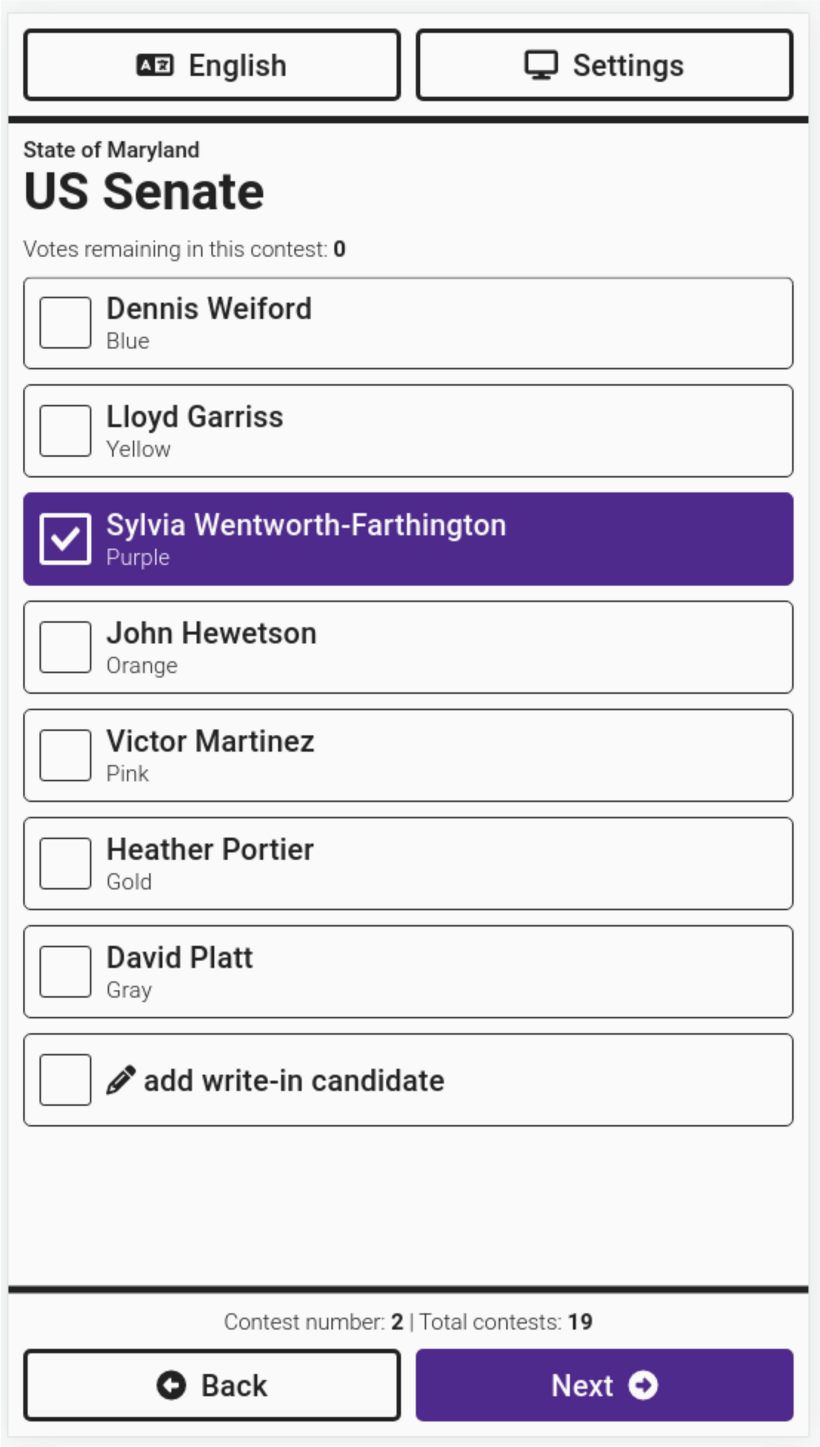 English
Settings
State of Maryland
US Senate
Votes remaining in this contest: 0
Dennis Weiford
Blue
Lloyd Garriss
Yellow
Sylvia Wentworth-Farthington
Purple
John Hewetson
Orange
Victor Martinez
Pink
Heather Portier
Gold
David Platt
Gray
add write-in candidate
Contest number: 2 | Total contests: 19
Back
Next